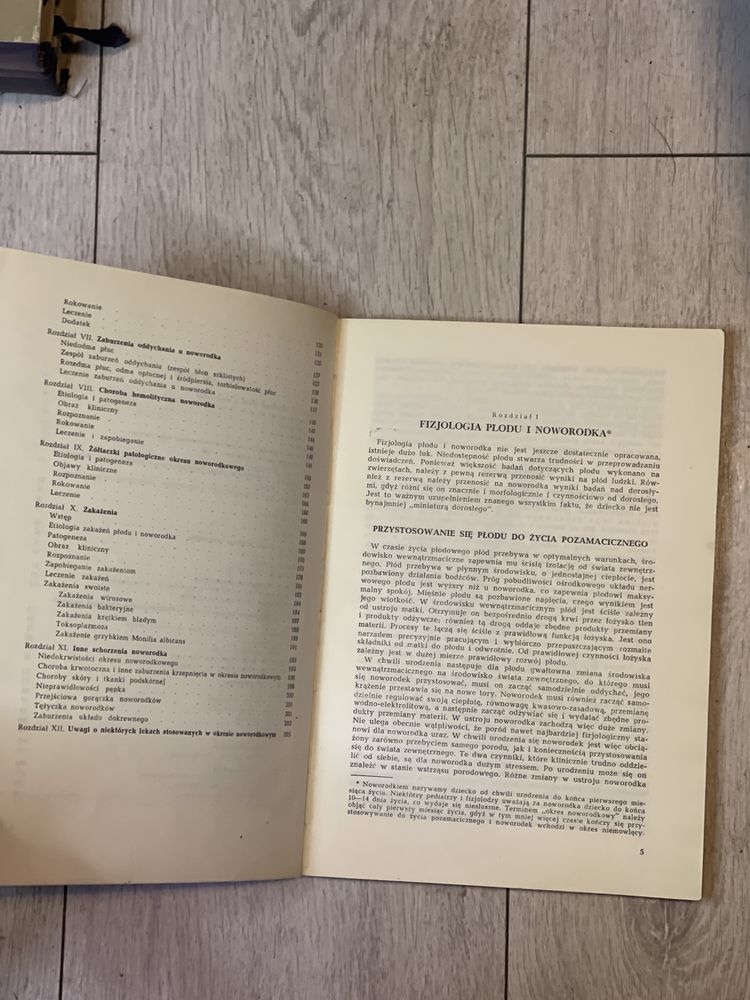 Rokowanie
Leczenie
Dodatek
Rozdział VII. Zaburzenia oddychania u noworodka
Niedodma płuc
Zespół zaburzeń oddychania (zespół błon szklistych)
Rozedma płuc, odma opłucnej i śródpiersia, torbielowatość płuc
Leczenie zaburzeń oddychania u noworodka
Rozdział VIII. Choroba hemolityczna noworodka
Etiologia i patogeneza
Obraz kliniczny
Rozpoznanie
Rokowanie
Leczenie i zapobieganie
Rozdział IX. Żółtaczki patologiczne okresu noworodkowego
Etiologia i patogeneza
Objawy kliniczne
Rozpoznanie
Rokowanie
Leczenie
Rozdział X. Zakażenia
Wstęp
Etiologia zakażeń płodu i noworodka
Patogeneza
Obraz kliniczny
Rozpoznanie
Zapobieganie zakażeniom
Leczenie zakażeń
Zakażenia swoiste
Zakażenia wirusowe
Zakażenia bakteryjne
Zakażenia krętkiem bladym
Toksoplazmoza
Zakażenie grzybkiem Monilia albicans
Rozdział XI. Inne schorzenia noworodka
Niedokrwistości okresu noworodkowego
Choroba krwotoczna i inne zaburzenia krzepnięcia w okresie noworodkowym
Choroby skóry i tkanki podskórnej
Nieprawidłowości pępka
Przejściowa gorączka noworodków
Tężyczka noworodków
Zaburzenia układu dokrewnego
Rozdział XII. Uwagi o niektórych lekach stosowanych w okresie noworodkowym
Rozdział I
FIZJOLOGIA PŁODU I NOWORODKA*
Fizjologia płodu i noworodka nie jest jeszcze dostatecznie opracowana,
istnieje dużo luk. Niedostępność płodu stwarza trudności w przeprowadzaniu
doświadczeń. Ponieważ większość badań dotyczących płodu wykonano na
zwierzętach, należy z pewną rezerwą przenosić wyniki na płód ludzki. Rów-
nież z rezerwą należy przenosić na noworodka wyniki badań nad dorosły-
mi, gdyż różni się on znacznie i morfologicznie i czynnościowo od dorosłego.
Jest to ważnym uzupełnieniem znanego wszystkim faktu, że dziecko nie jest
bynajmniej „miniaturą dorosłego".
PRZYSTOSOWANIE SIĘ PŁODU DO ŻYCIA POZAMACICZNEGO
W czasie życia płodowego płód przebywa w optymalnych warunkach, śro-
dowisko wewnątrzmaciczne zapewnia mu ścisłą izolację od świata zewnętrz-
nego. Płód przebywa w płynnym środowisku, o jednostajnej ciepłocie, jest
pozbawiony działania bodźców. Próg pobudliwości ośrodkowego układu ner-
wowego płodu jest wyższy niż u noworodka, co zapewnia płodowi maksy-
malny spokój. Mięśnie płodu są pozbawione napięcia, czego wynikiem jest
jego wiotkość. W środowisku wewnątrzmacicznym płód jest ściśle zależny
od ustroju matki. Otrzymuje on bezpośrednio drogą krwi przez łożysko tlen
i produkty odżywcze; również tą drogą oddaje zbędne produkty przemiany
materii. Procesy te łączą się ściśle z prawidłową funkcją łożyska. Jest ono
narządem precyzyjnie pracującym i wybiórczo przepuszczającym rozmaite
składniki od matki do płodu i odwrotnie. Od prawidłowej czynności łożyska
zależny jest w dużej mierze prawidłowy rozwój płodu.
W chwili urodzenia następuje dla płodu gwałtowna zmiana środowiska
wewnątrzmacicznego na środowisko świata zewnętrznego, do którego musi
się noworodek przystosować, musi on zacząć samodzielnie oddychać, jego
krążenie przestawia się na nowe tory. Noworodek musi również zacząć samo-
dzielnie regulować swoją ciepłotę, równowagę kwasowo-zasadową, przemianę
wodno-elektrolitową, a następnie zacząć odżywiać się i wydalać zbędne pro-
dukty przemiany materii. W ustroju noworodka zachodzą więc duże zmiany.
Nie ulega obecnie wątpliwości, że poród nawet najbardziej fizjologiczny sta-
nowi dla noworodka uraz. W chwili urodzenia się noworodek jest więc obcią-
żony zarówno przebyciem samego porodu, jak i koniecznością przystosowania
się do świata zewnętrznego. Te dwa czynniki, które klinicznie trudno oddzie-
lić od siebie, są dla noworodka dużym stresem. Po urodzeniu może się on
znaleźć w stanie wstrząsu porodowego. Różne zmiany w ustroju noworodka
* Noworodkiem nazywamy dziecko od chwili urodzenia do końca pierwszego mie-
siąca życia. Niektórzy pediatrzy i fizjolodzy uważają za noworodka dziecko do końca
10—14 dnia życia, co wydaje się niesłuszne. Terminem „okres noworodkowy" należy
objąć cały pierwszy miesiąc życia, gdyż w tym mniej więcej czasie kończy się przy-
stosowywanie do życia pozamacicznego i noworodek wchodzi w okres niemowlęcy.
5